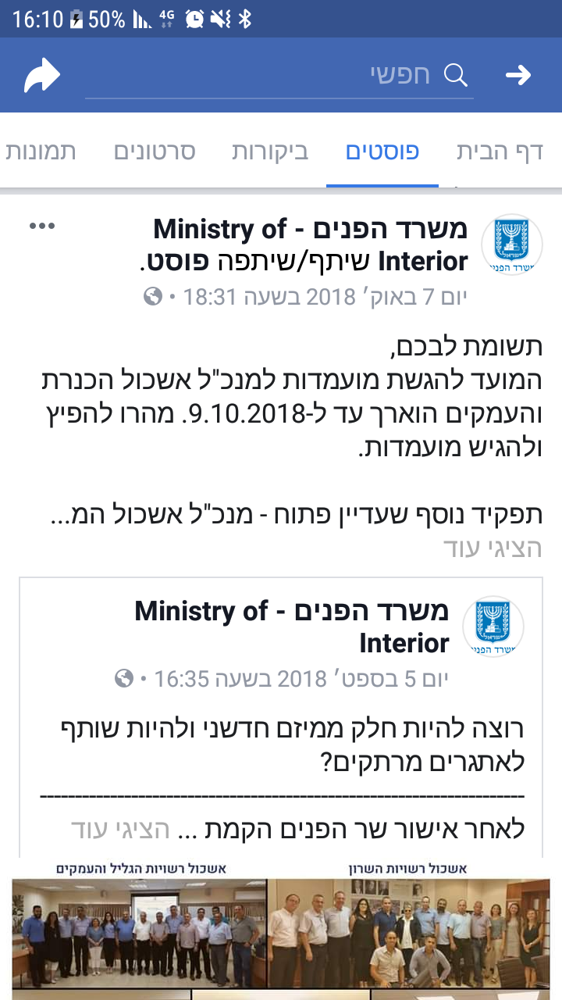 16:10 50% 4G
חפשי
דף הבית פוסטים ביקורות סרטונים תמונות
משרד הפנים - Ministry of
Interior שיתף/שיתפה פוסט.
יום 7 באוק׳ 2018 בשעה 18:31 •
משרד הפנים
תשומת לבכם,
המועד להגשת מועמדות למנכ"ל אשכול הכנרת
והעמקים הוארך עד ל-9.10.2018. מהרו להפיץ
ולהגיש מועמדות.
תפקיד נוסף שעדיין פתוח - מנכ"ל אשכול המ...
הציגי עוד
משרד הפנים - Ministry of
Interior
יום 5 בספט׳ 2018 בשעה 16:35 •
משרד הפנים
רוצה להיות חלק ממיזם חדשני ולהיות שותף
לאתגרים מרתקים?
----------------------------------------------------------------------
לאחר אישור שר הפנים הקמת ... הציגי עוד
אשכול רשויות השרון אשכול רשויות הגליל והעמקים